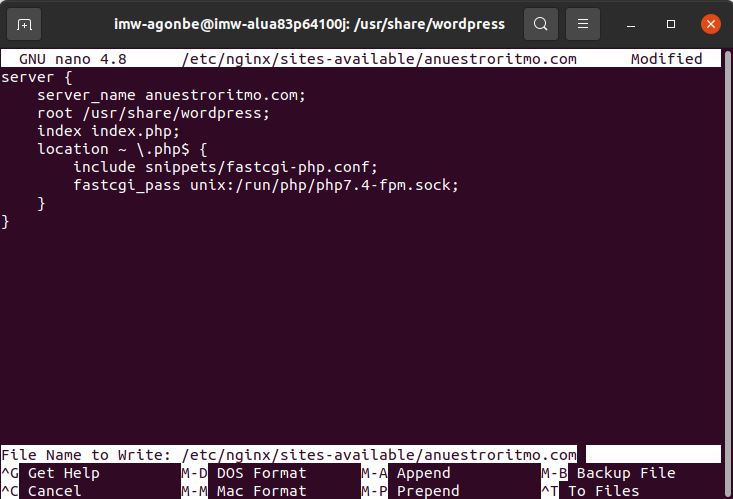 imw-agonbe@imw-alua83p64100j: /usr/share/wordpress
GNU nano 4.8 /etc/nginx/sites-available/anuestroritmo.com Modified
server {
    server_name anuestroritmo.com;
    root /usr/share/wordpress;
    index index.php;
    location ~ \.php$ {
        include snippets/fastcgi-php.conf;
        fastcgi_pass unix:/run/php/php7.4-fpm.sock;
    }
}
File Name to Write: /etc/nginx/sites-available/anuestroritmo.com
^G Get Help M-D DOS Format M-A Append M-B Backup File
^C Cancel M-M Mac Format M-P Prepend ^T To Files